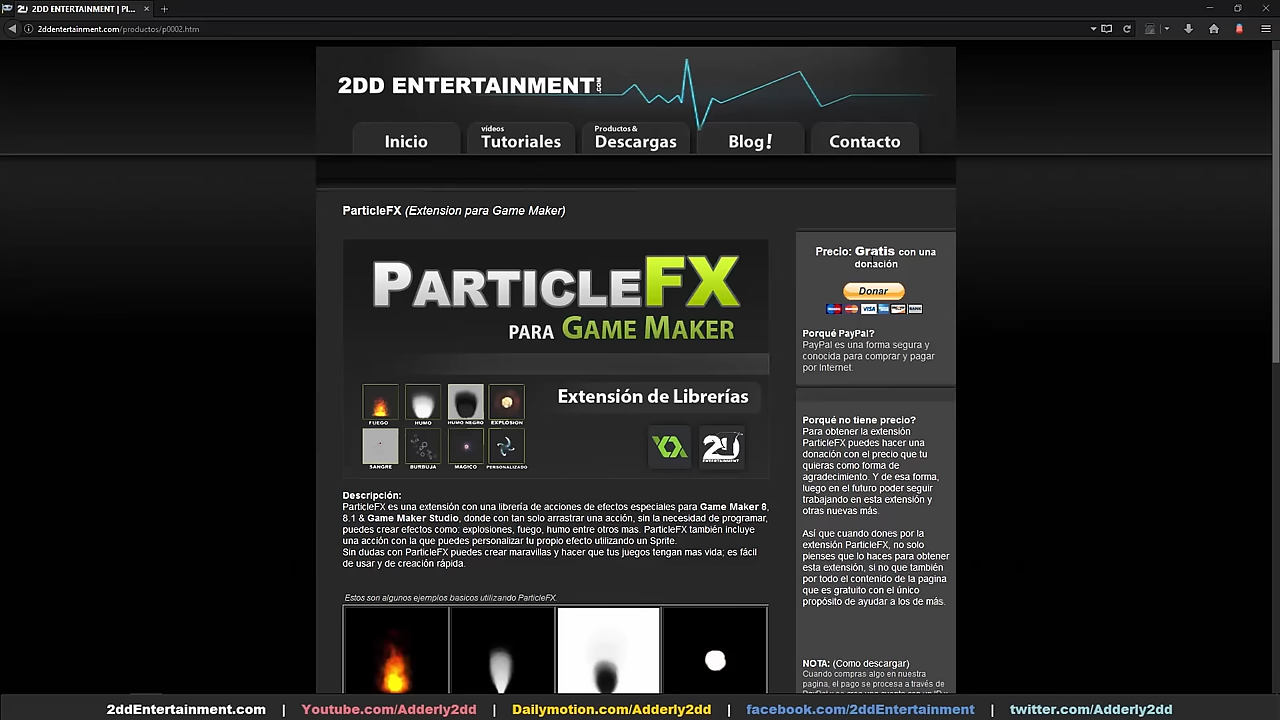 2DD ENTERTAINMENT | Pl...
2ddentertainment.com/productos/p0002.htm
2DD ENTERTAINMENT.COM
Inicio
vídeos
Tutoriales
Productos &
Descargas
Blog!
Contacto
ParticleFX (Extension para Game Maker)
PARTICLEFX
PARA GAME MAKER
Extensión de Librerías
FUEGO
HUMO
HUMO NEGRO
EXPLOSION
SANGRE
BURBUJA
MAGICO
PERSONALIZADO
2D
ENTERTAINMENT
Descripción:
ParticleFX es una extensión con una librería de acciones de efectos especiales para Game Maker 8,
8.1 & Game Maker Studio, donde con tan solo arrastrar una acción, sin la necesidad de programar,
puedes crear efectos como: explosiones, fuego, humo entre otros mas. ParticleFX también incluye
una acción con la que puedes personalizar tu propio efecto utilizando un Sprite.
Sin dudas con ParticleFX puedes crear maravillas y hacer que tus juegos tengan mas vida; es fácil
de usar y de creación rápida.
Estos son algunos ejemplos basicos utilizando ParticleFX.
Precio: Gratis con una
donación
Donar
VISA
BANK
Porqué PayPal?
PayPal es una forma segura y
conocida para comprar y pagar
por Internet.
Porqué no tiene precio?
Para obtener la extensión
ParticleFX puedes hacer una
donación con el precio que tu
quieras como forma de
agradecimiento. Y de esa forma,
luego en el futuro poder seguir
trabajando en esta extensión y
otras nuevas más.
Así que cuando dones por la
extensión ParticleFX, no solo
pienses que lo haces para obtener
esta extensión, si no que también
por todo el contenido de la pagina
que es gratuito con el único
propósito de ayudar a los de más.
NOTA: (Como descargar)
Cuando compras algo en nuestra
pagina, el pago se procesa a través de
2ddEntertainment.com | Youtube.com/Adderly2dd | Dailymotion.com/Adderly2dd | facebook.com/2ddEntertainment | twitter.com/Adderly2dd